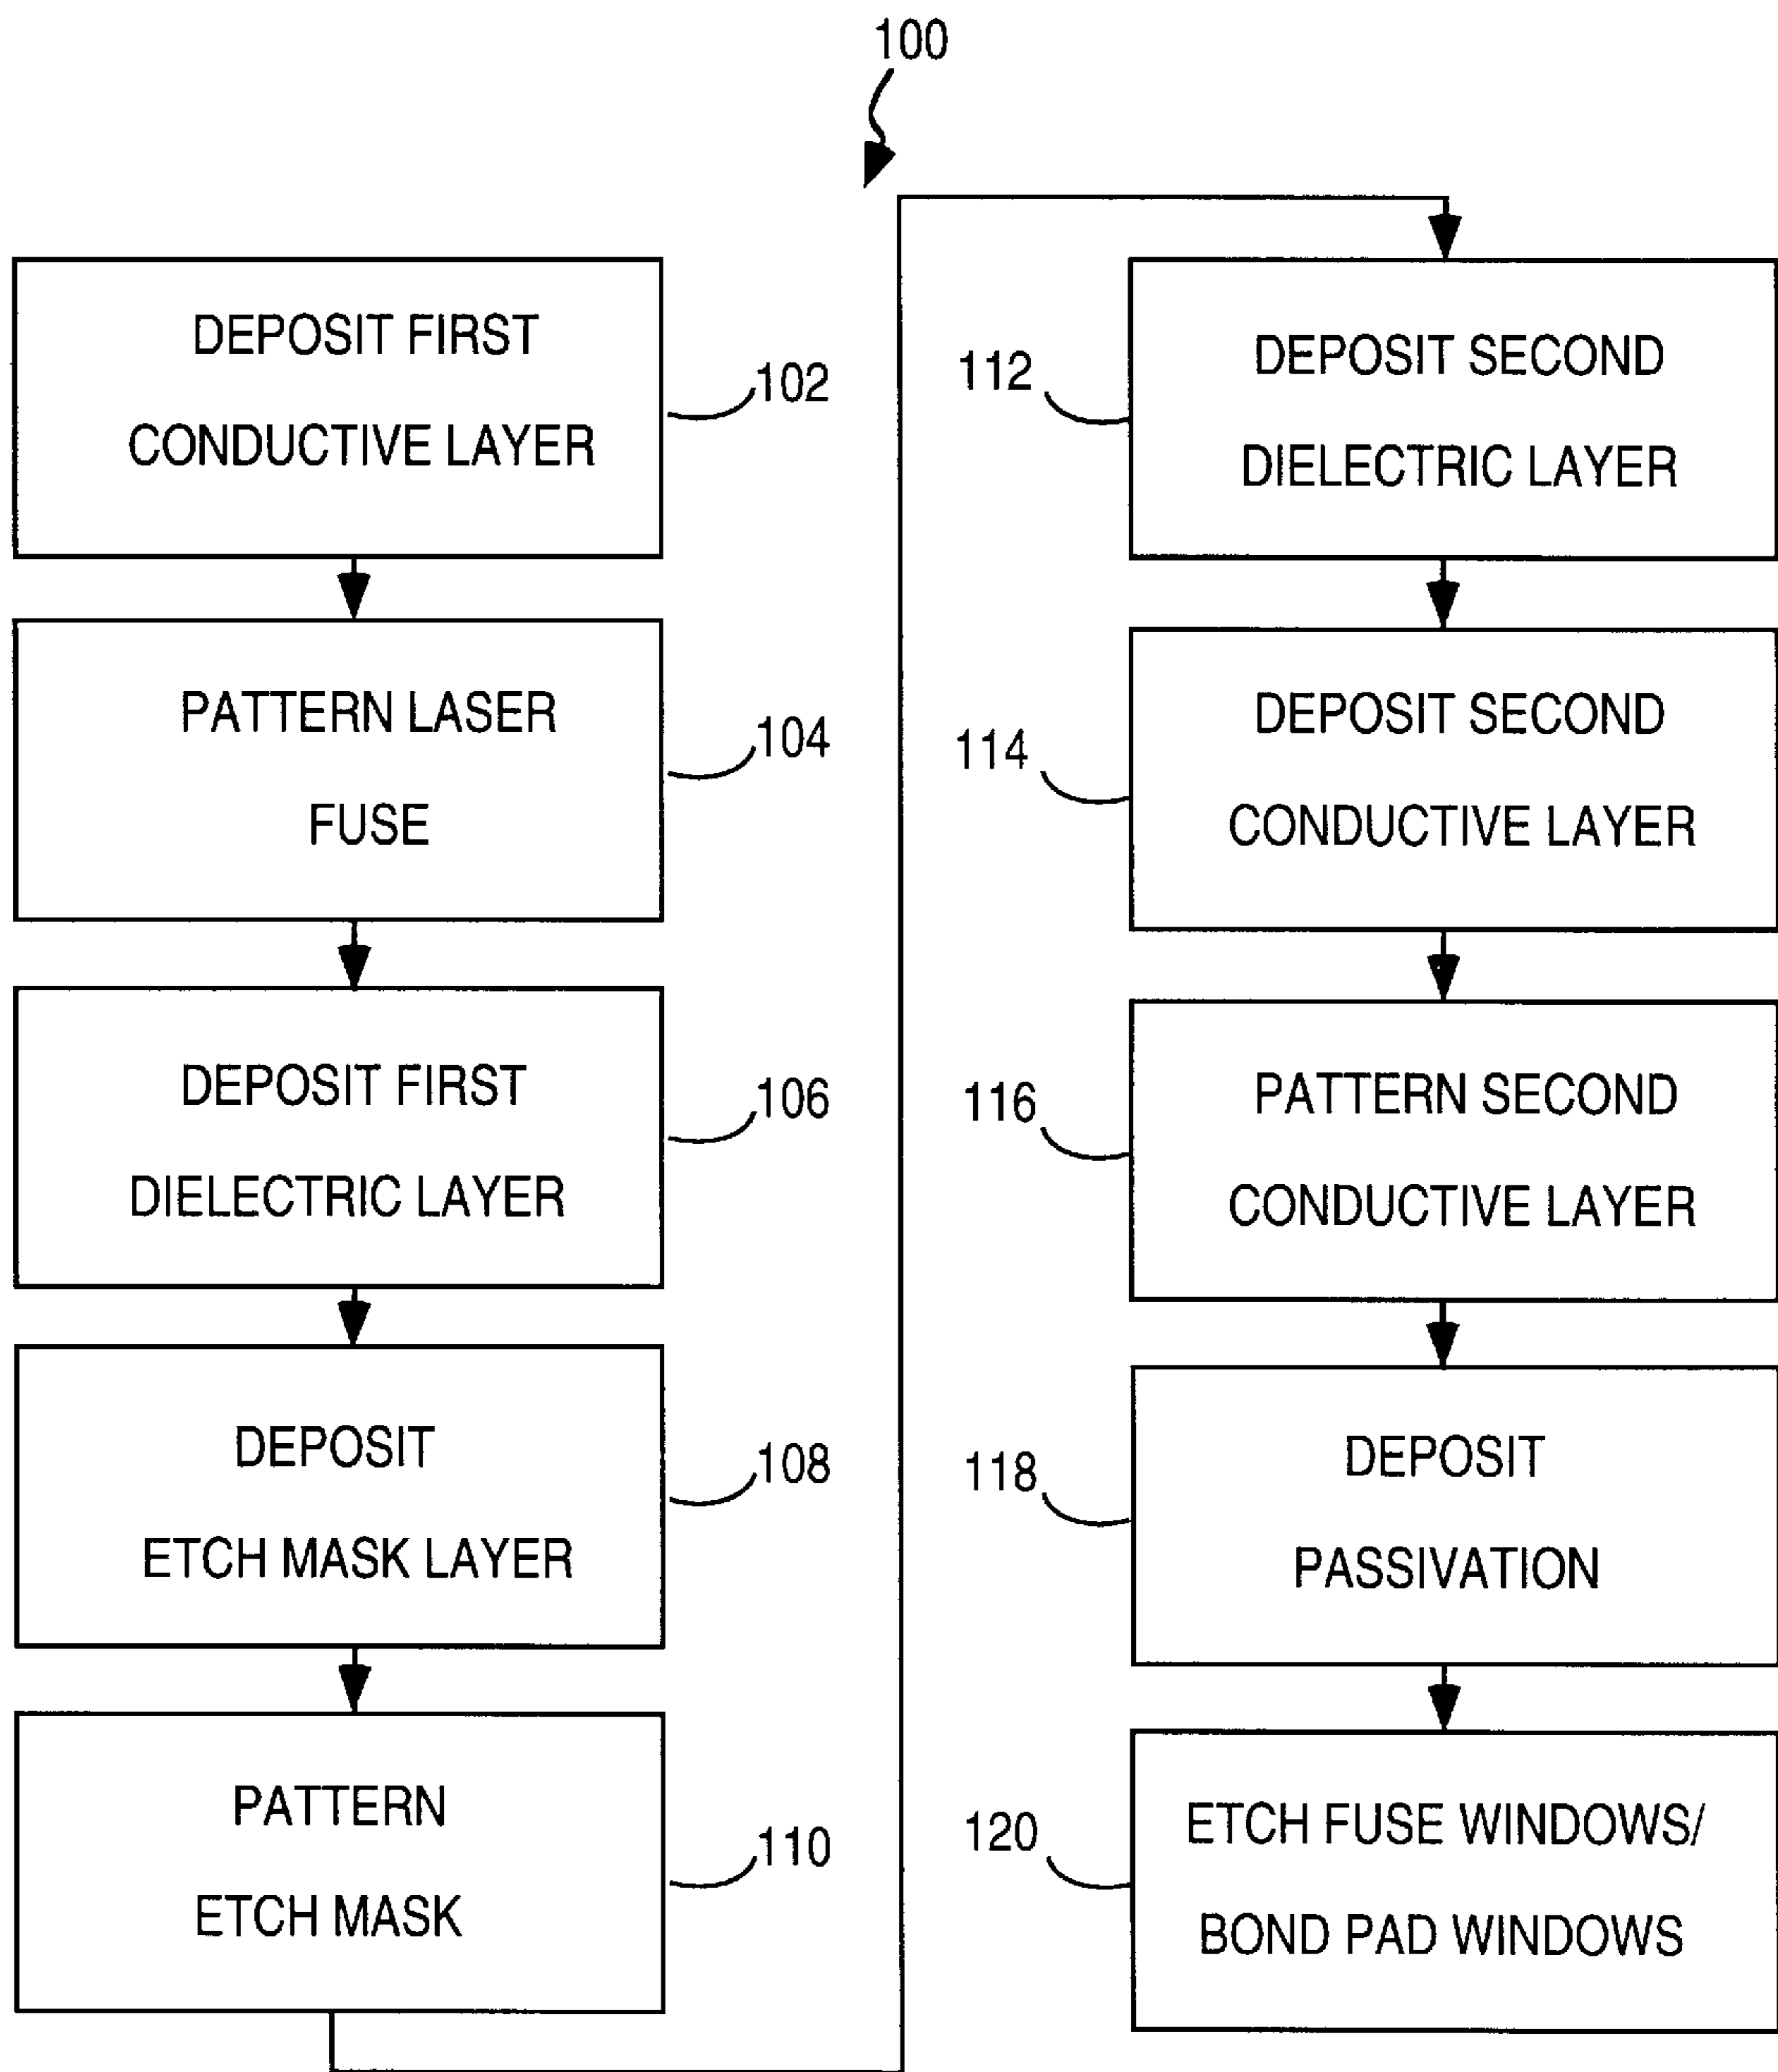 100
DEPOSIT FIRST
CONDUCTIVE LAYER
102
PATTERN LASER
FUSE
104
DEPOSIT FIRST
DIELECTRIC LAYER
106
DEPOSIT
ETCH MASK LAYER
108
PATTERN
ETCH MASK
110
DEPOSIT SECOND
DIELECTRIC LAYER
112
DEPOSIT SECOND
CONDUCTIVE LAYER
114
PATTERN SECOND
CONDUCTIVE LAYER
116
DEPOSIT
PASSIVATION
118
ETCH FUSE WINDOWS/
BOND PAD WINDOWS
120